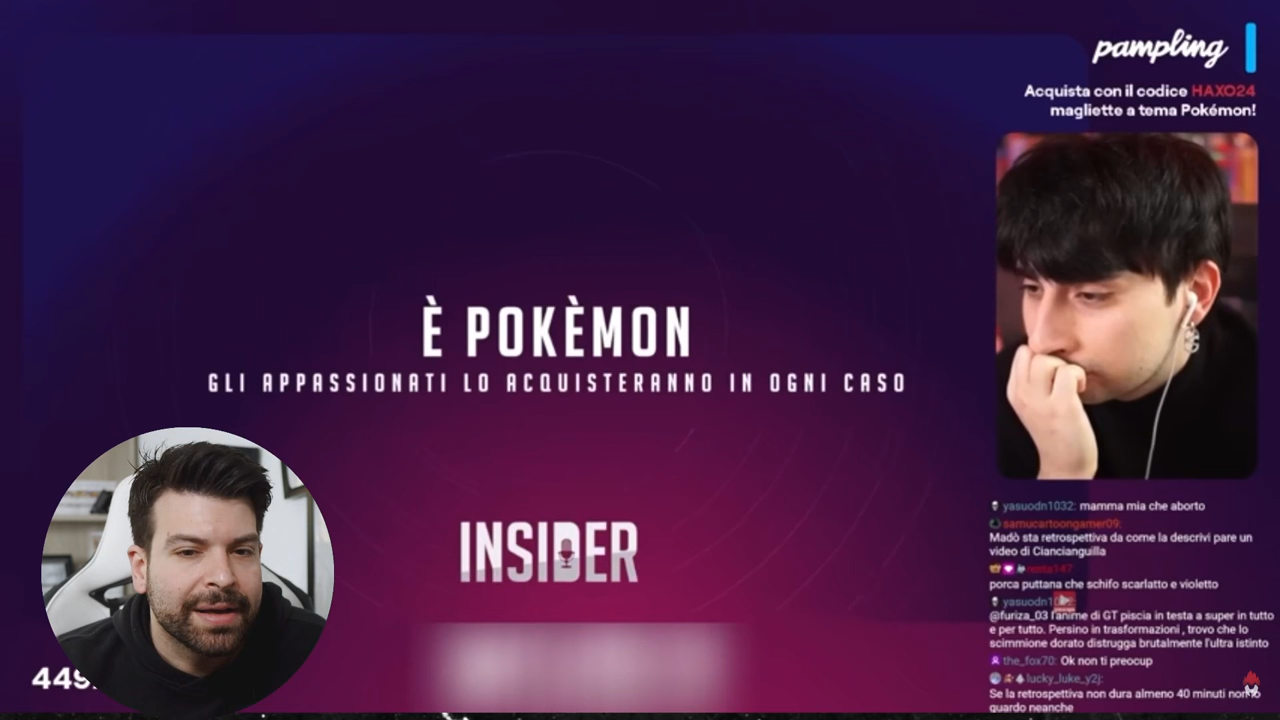 pampling
Acquista con il codice HAXO24
magliette a tema Pokémon!
È POKÈMON
GLI APPASSIONATI LO ACQUISTERANNO IN OGNI CASO
INSIDER
449
yasuodn1032: mamma mia che aborto
samucartoongamer09:
Madò sta retrospettiva da come la descrivi pare un
video di Ciancianguilla
porca puttana che schifo scarlatto e violetto
@furiza_03 l'anime di GT piscia in testa a super in tutto
e per tutto. Persino in trasformazioni , trovo che lo
scimmione dorato distrugga brutalmente l'ultra istinto
the_fox70: Ok non ti preocup
lucky_luke_y2j:
Se la retrospettiva non dura almeno 40 minuti non lo
guardo neanche